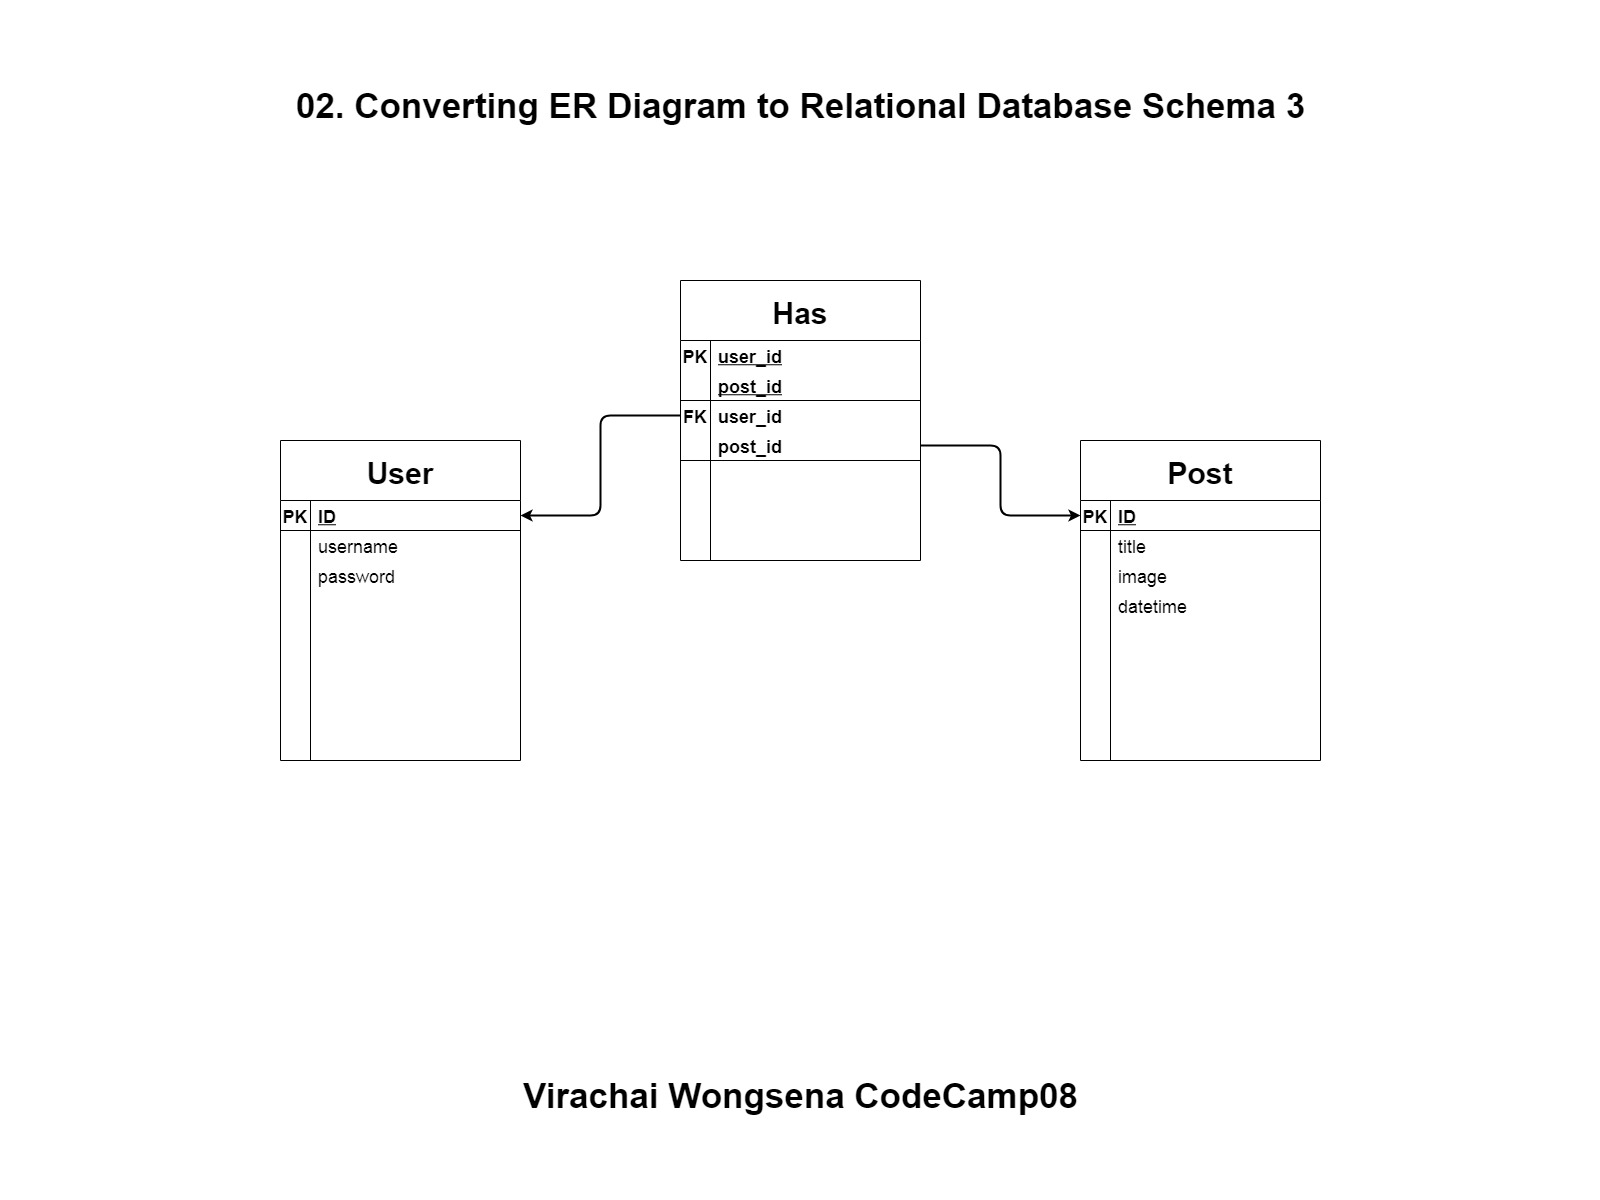 02. Converting ER Diagram to Relational Database Schema 3
Has
PK user_id
post_id
FK user_id
post_id
User
PK ID
username
password
Post
PK ID
title
image
datetime
Virachai Wongsena CodeCamp08